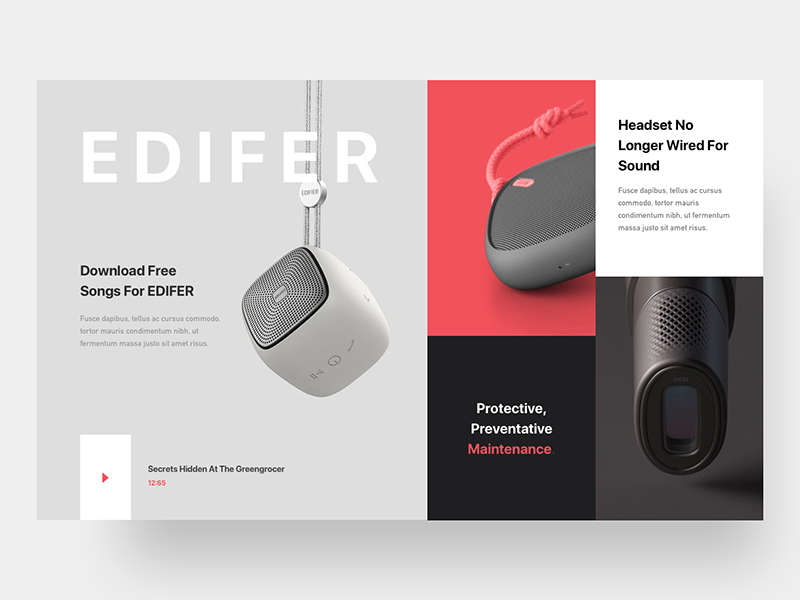 EDIFER
EDIFIER
Download Free
Songs For EDIFER
Fusce dapibus, tellus ac cursus commodo,
tortor mauris condimentum nibh, ut
fermentum massa justo sit amet risus.
Secrets Hidden At The Greengrocer
12:65
Protective,
Preventative
Maintenance.
Headset No
Longer Wired For
Sound
Fusce dapibus, tellus ac cursus
commodo, tortor mauris
condimentum nibh, ut fermentum
massa justo sit amet risus.